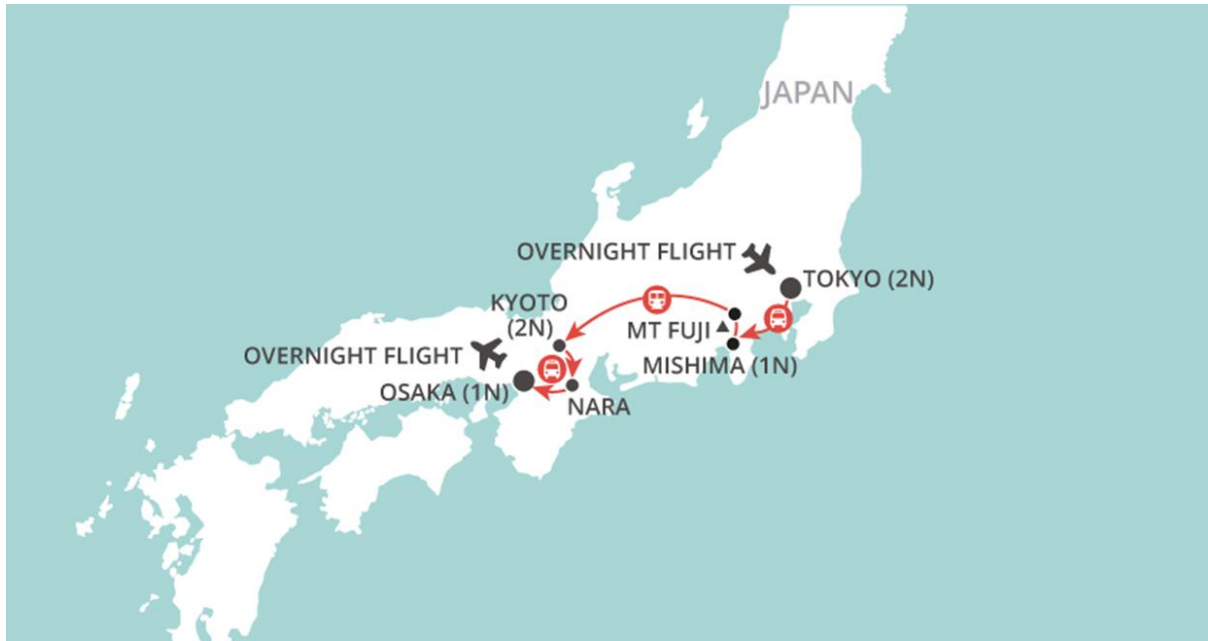 JAPAN
OVERNIGHT FLIGHT
TOKYO (2N)
KYOTO
(2N)
MT FUJI
OVERNIGHT FLIGHT
MISHIMA (1N)
OSAKA (1N)
NARA